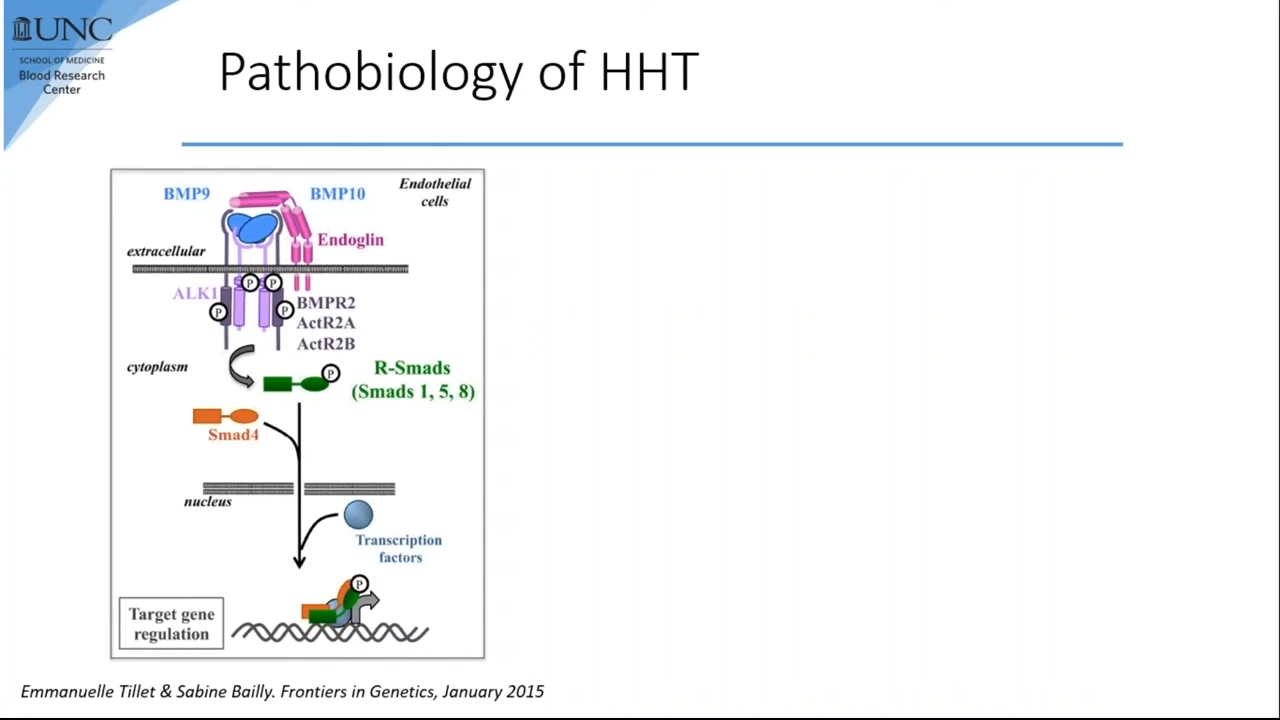 UNC
SCHOOL OF MEDICINE
Blood Research
Center
Pathobiology of HHT
BMP9
BMP10
Endothelial
cells
extracellular
Endoglin
P
P
ALK1
P
P
BMPR2
ActR2A
ActR2B
cytoplasm
P
R-Smads
(Smads 1, 5, 8)
Smad4
nucleus
Transcription
factors
P
Target gene
regulation
Emmanuelle Tillet & Sabine Bailly. Frontiers in Genetics, January 2015